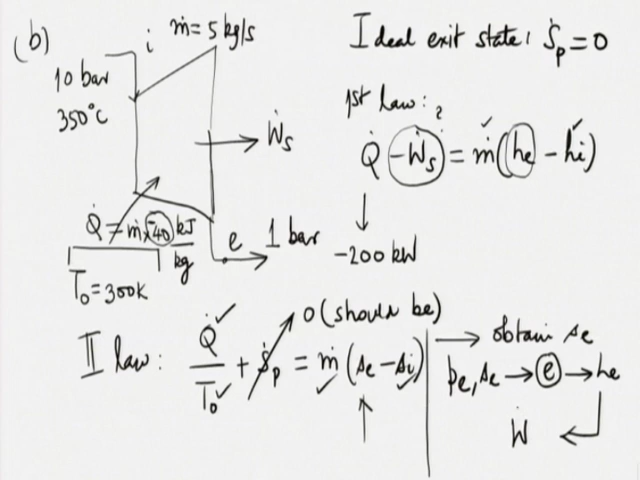 (b)
i ṁ = 5 kg/s
10 bar
350°C
Ẇs
Q̇ = ṁ x -40 kJ/kg
e 1 bar
T₀ = 300K
Ideal exit state: Ṡp = 0
1st law: ?
Q̇ - Ẇs = ṁ(he - hi)
↓
-200 kW
II law: Q̇/T₀ + Ṡp = ṁ (se - si)
0 (should be)
→ obtain se
pe, se → e → he
Ẇ ←